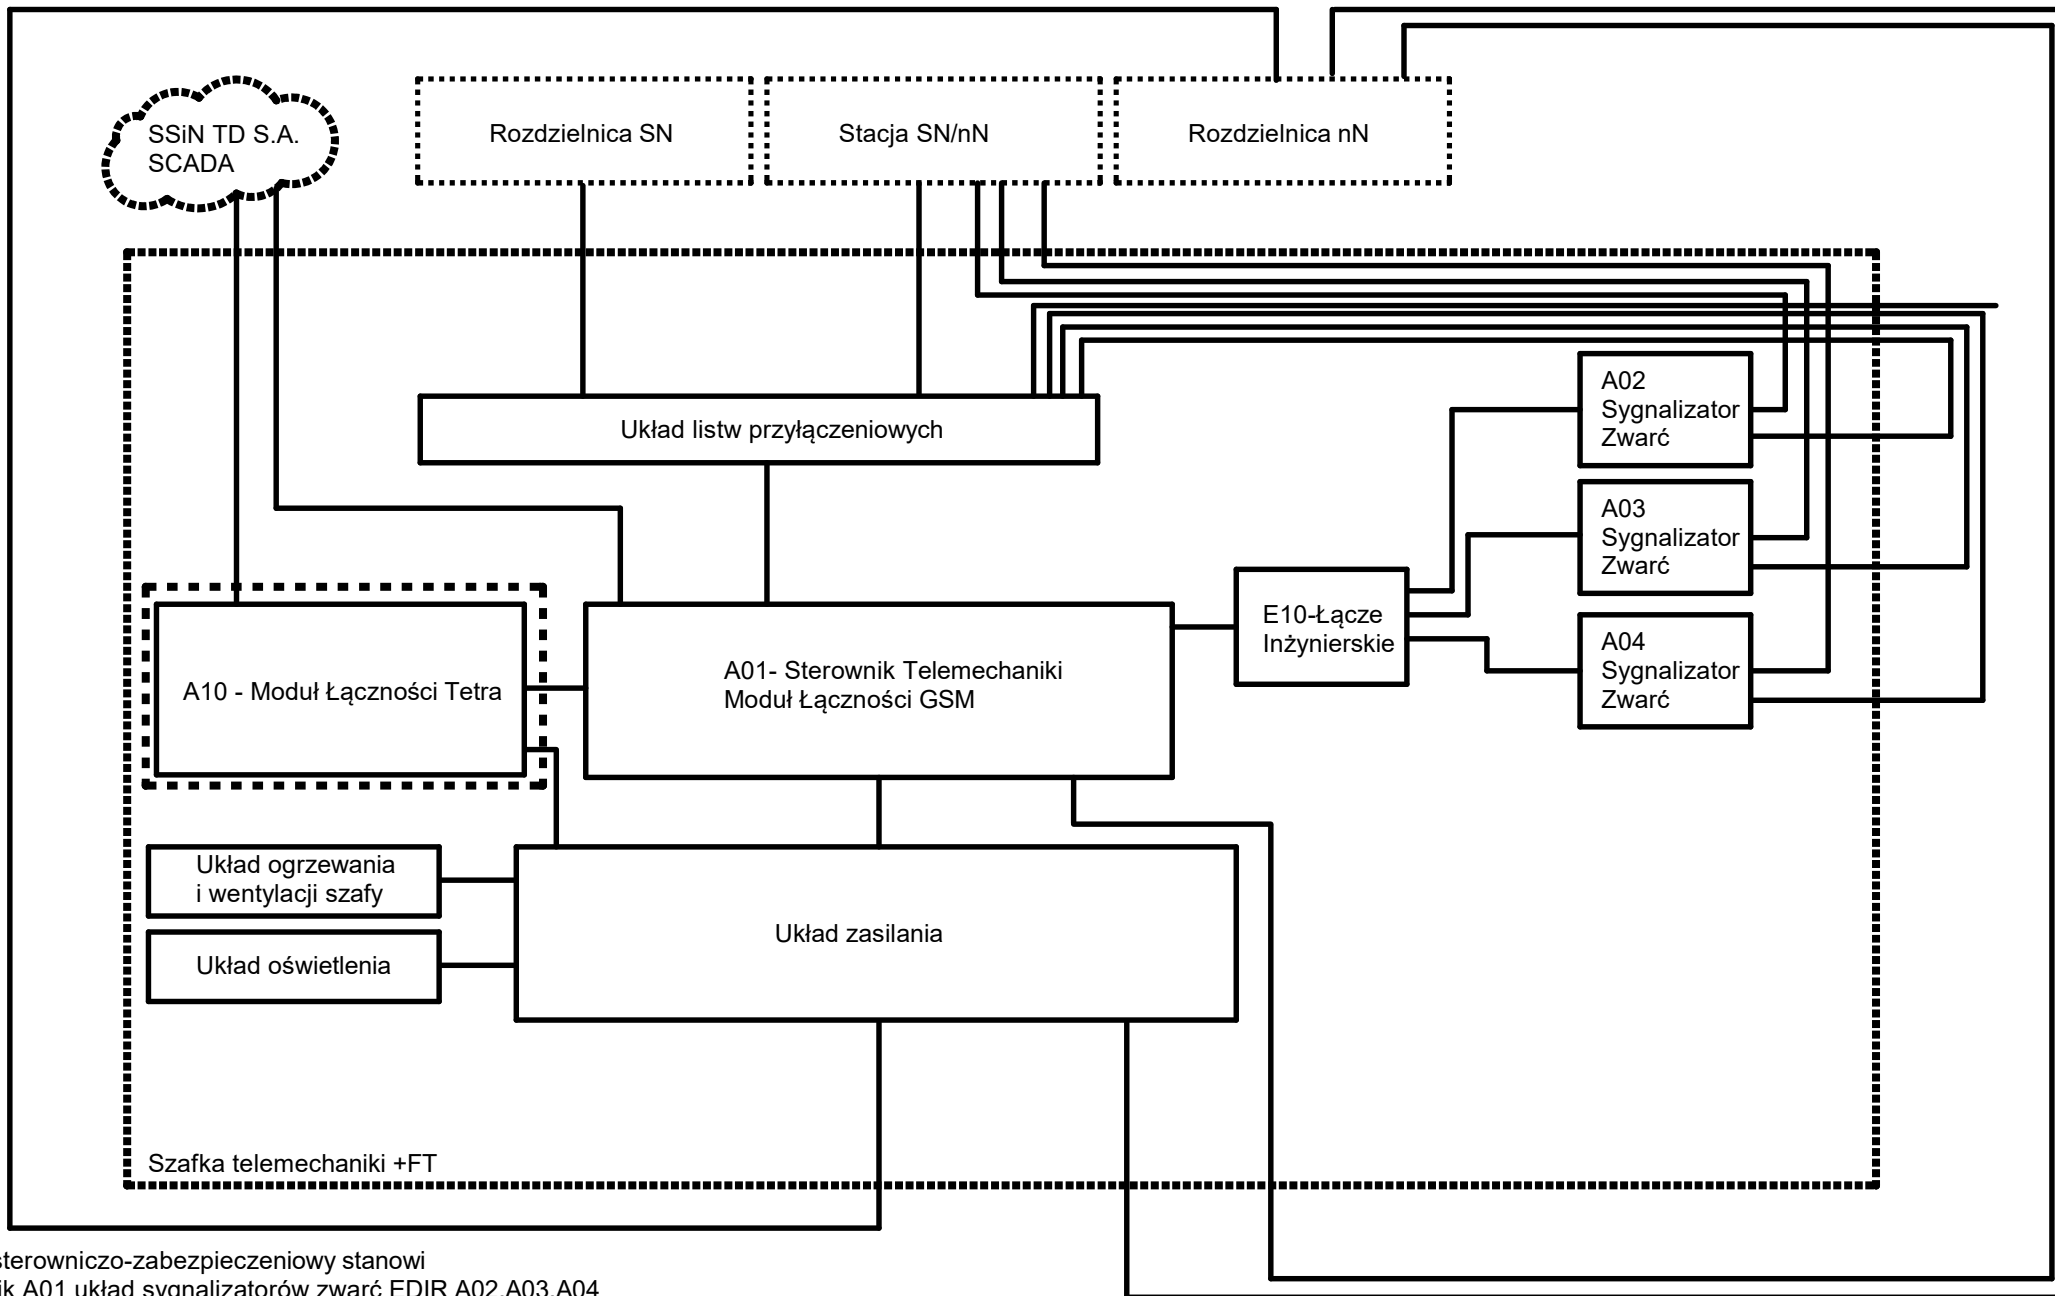 SSiN TD S.A.
SCADA
Rozdzielnica SN
Stacja SN/nN
Rozdzielnica nN
Układ listw przyłączeniowych
A02
Sygnalizator
Zwarć
A03
Sygnalizator
Zwarć
A04
Sygnalizator
Zwarć
E10-Łącze
Inżynierskie
A10 - Moduł Łączności Tetra
A01- Sterownik Telemechaniki
Moduł Łączności GSM
Układ ogrzewania
i wentylacji szafy
Układ zasilania
Układ oświetlenia
Szafka telemechaniki +FT
sterowniczo-zabezpieczeniowy stanowi
A01 układ sygnalizatorów zwarć EDIR A02,A03,A04